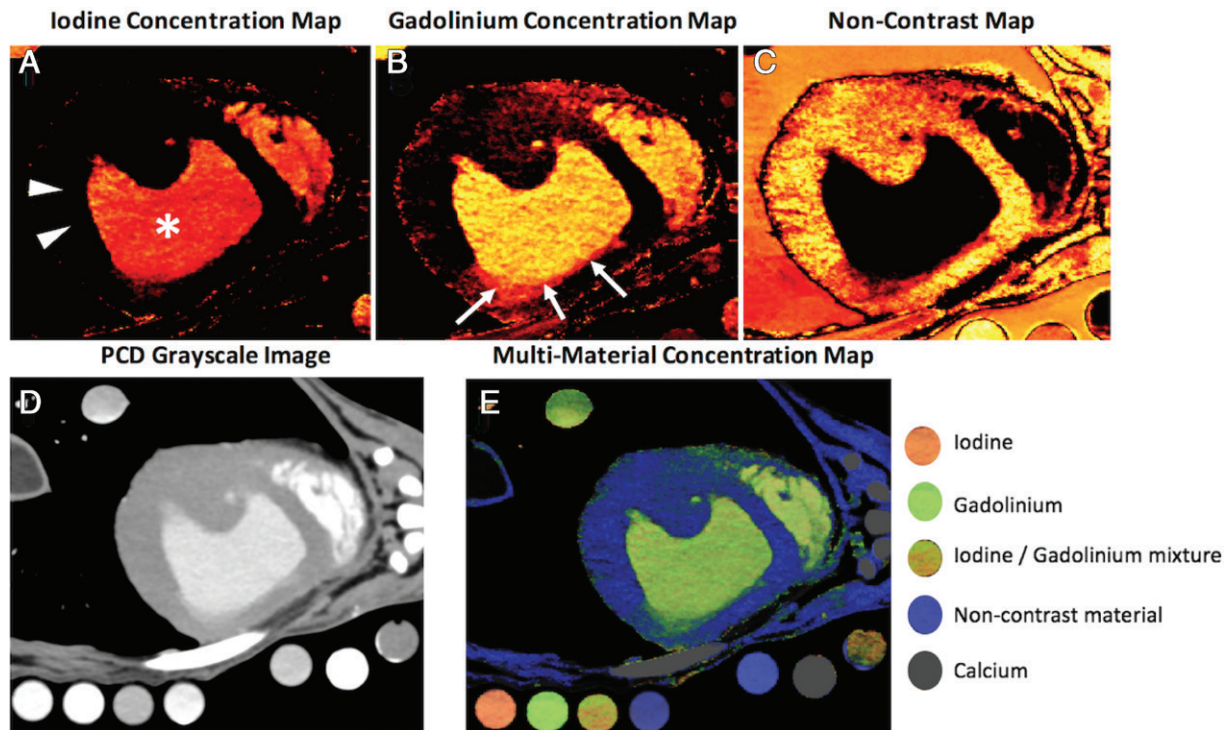 Iodine Concentration Map
Gadolinium Concentration Map
Non-Contrast Map
A
B
C
*
PCD Grayscale Image
Multi-Material Concentration Map
D
E
Iodine
Gadolinium
Iodine / Gadolinium mixture
Non-contrast material
Calcium